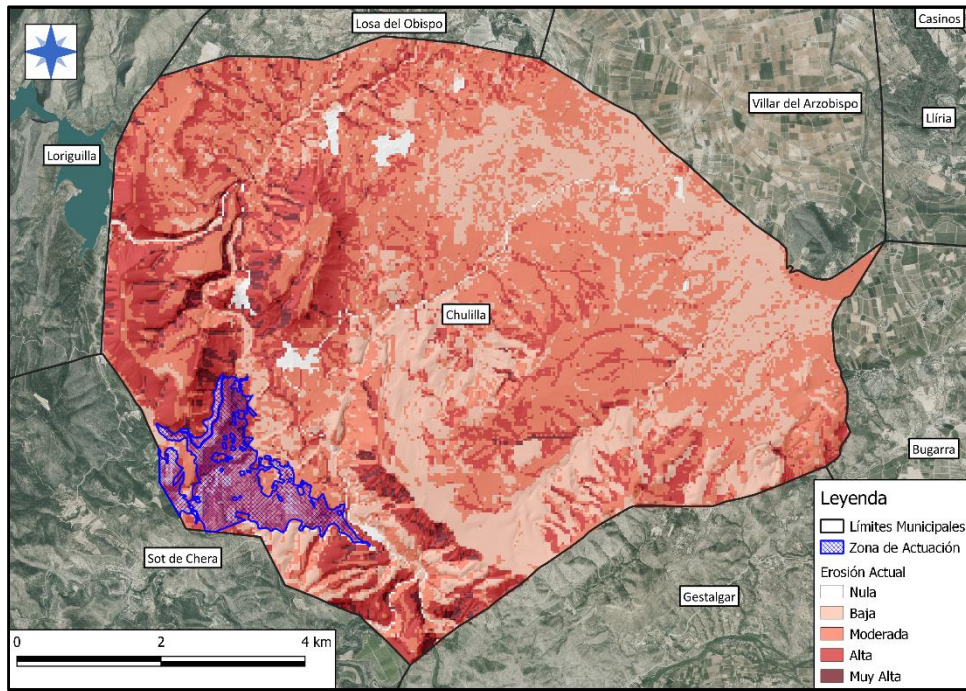 Losa del Obispo
Casinos
Villar del Arzobispo
Llíria
Loriguilla
Chulilla
Bugarra
Sot de Chera
Gestalgar
Leyenda
Límites Municipales
Zona de Actuación
Erosión Actual
Nula
Baja
Moderada
Alta
Muy Alta
0 2 4 km